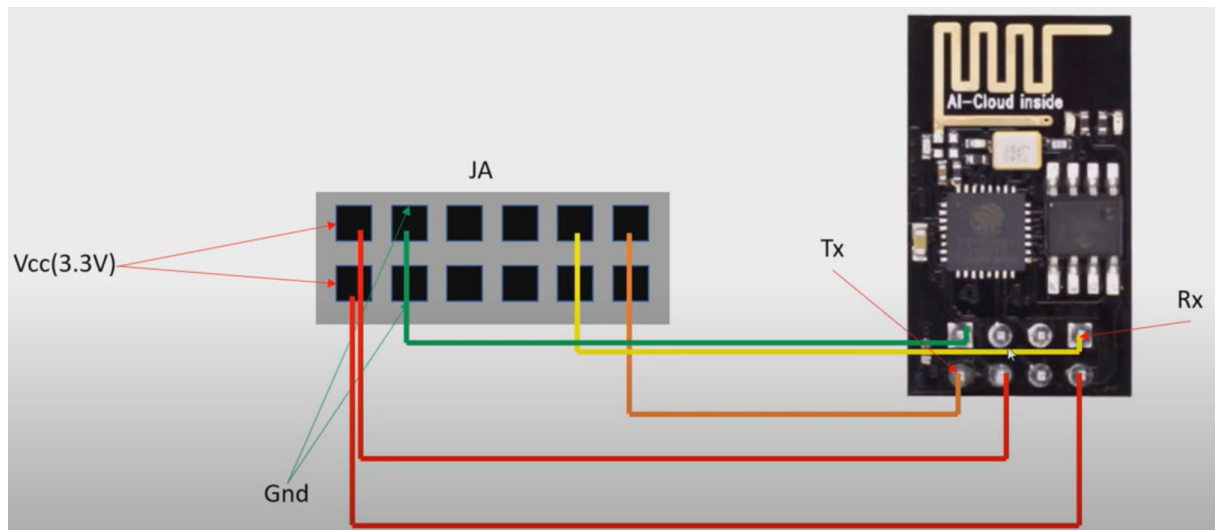 AI-Cloud inside
JA
Tx
Vcc(3.3V)
Rx
Gnd